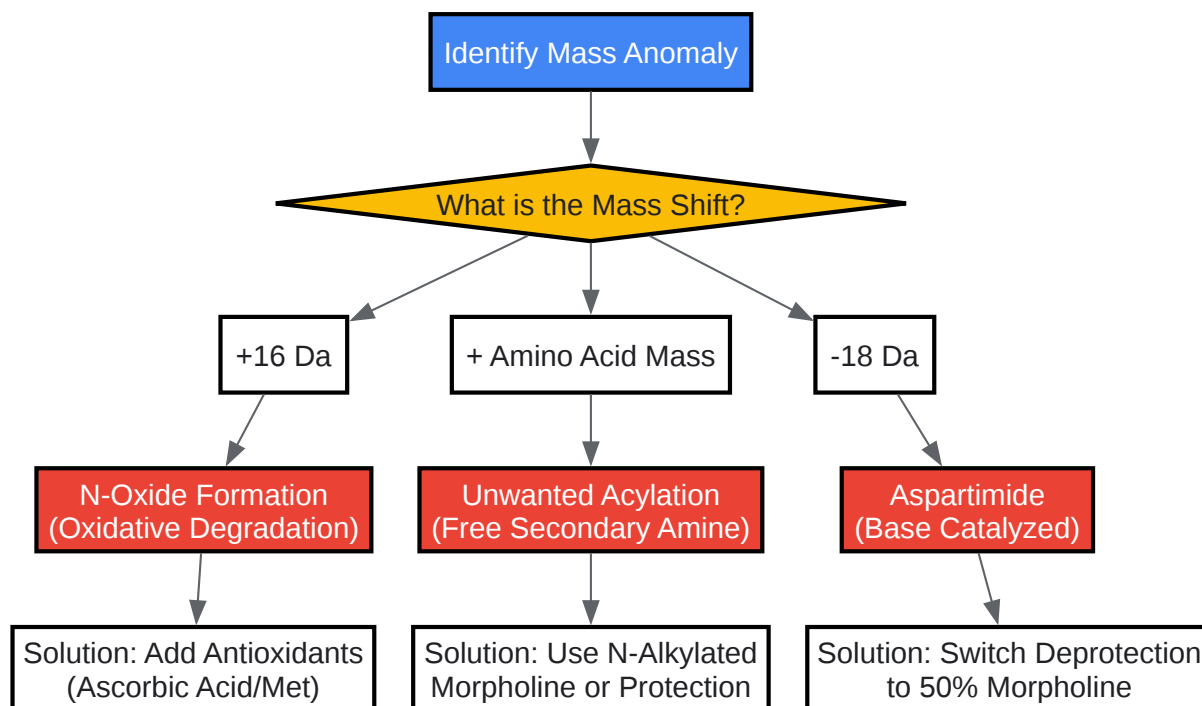 Identify Mass Anomaly
What is the Mass Shift?
+16 Da
+ Amino Acid Mass
-18 Da
N-Oxide Formation
(Oxidative Degradation)
Unwanted Acylation
(Free Secondary Amine)
Aspartimide
(Base Catalyzed)
Solution: Add Antioxidants
(Ascorbic Acid/Met)
Solution: Use N-Alkylated
Morpholine or Protection
Solution: Switch Deprotection
to 50% Morpholine